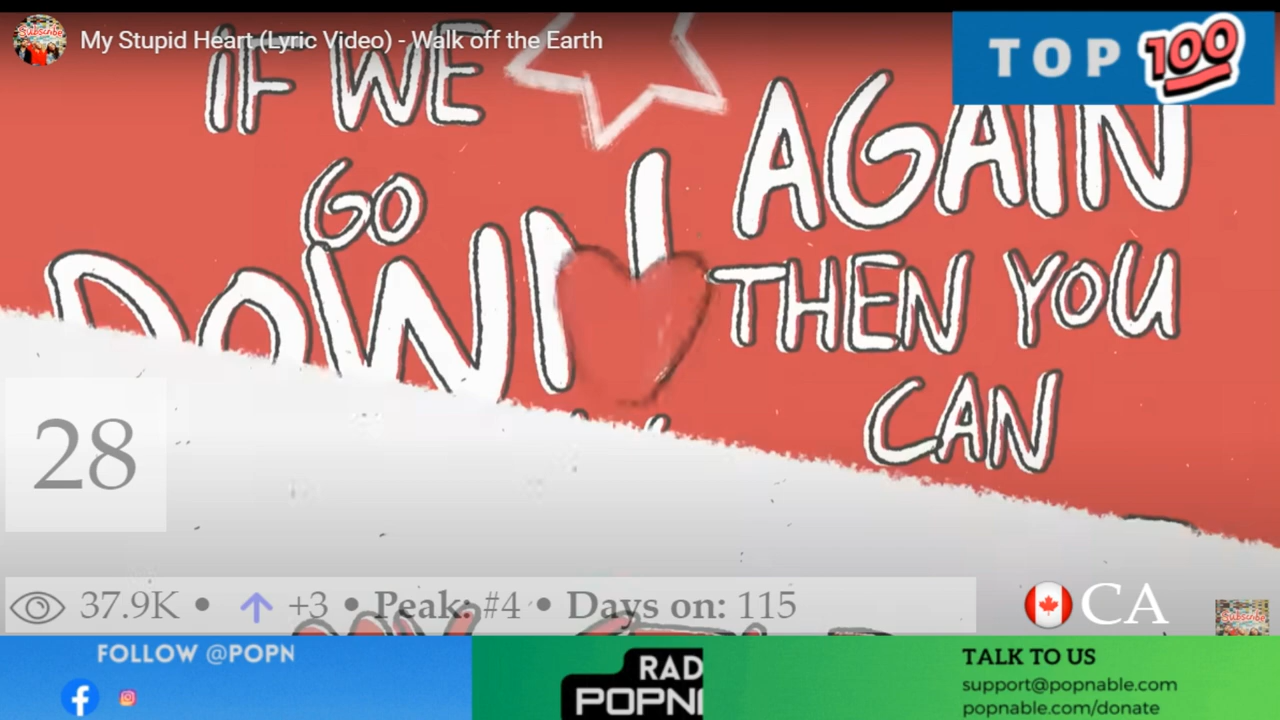 Subscribe
My Stupid Heart (Lyric Video) - Walk off the Earth
TOP 100
IF WE
GO
DOWN
AGAIN
THEN YOU
CAN
28
37.9K • +3 • Peak: #4 • Days on: 115
CA
Subscribe
FOLLOW @POPN
RAD
POPN
TALK TO US
support@popnable.com
popnable.com/donate